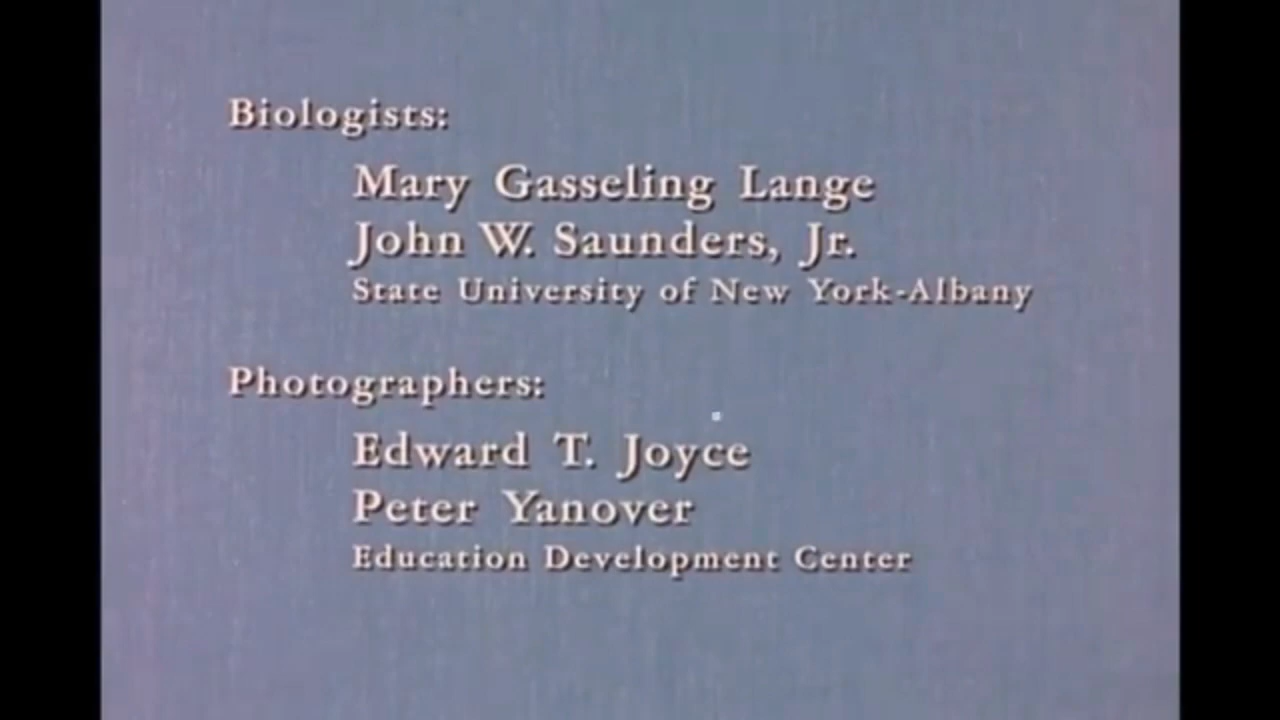 Biologists:
Mary Gasseling Lange
John W. Saunders, Jr.
State University of New York-Albany
Photographers:
Edward T. Joyce
Peter Yanover
Education Development Center